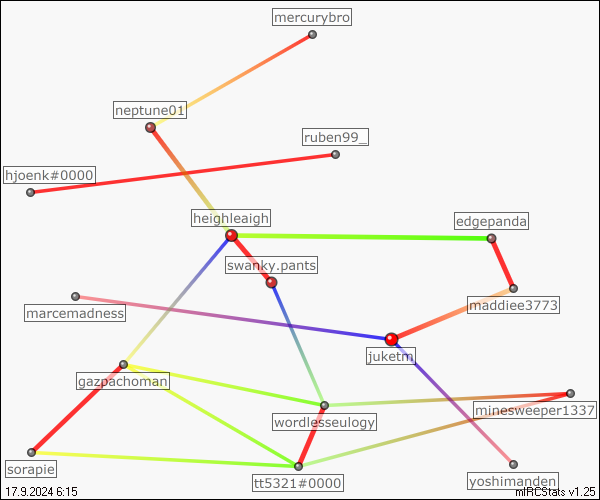 mercurybro
neptune01
ruben99_
hjoenk#0000
heighleaigh
edgepanda
swanky.pants
marcemadness
maddiee3773
juketm
gazpachoman
wordlesseulogy
minesweeper1337
sorapie
tt5321#0000
yoshimanden
17.9.2024 6:15
mIRCStats v1.25